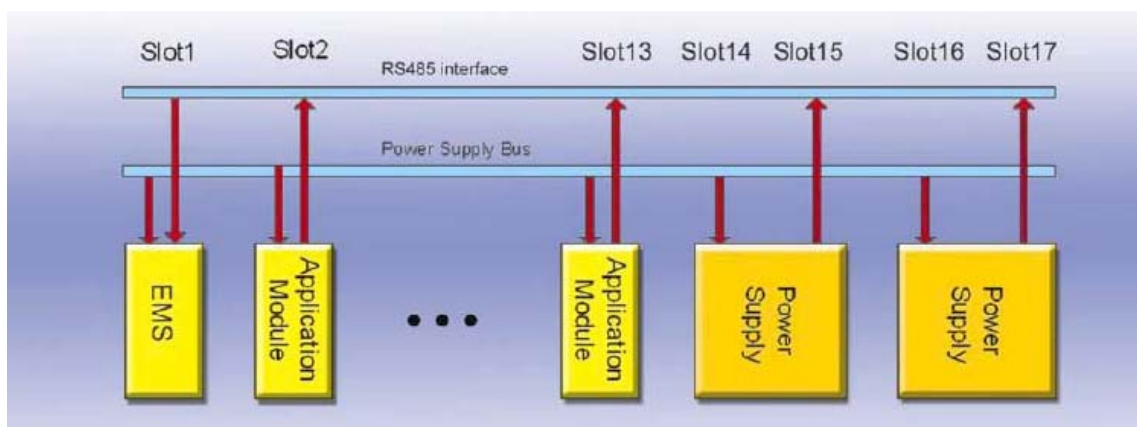 Slot1
Slot2
Slot13
Slot14
Slot15
Slot16
Slot17
RS485 interface
Power Supply Bus
EMS
Application
Module
Application
Module
Power
Supply
Power
Supply